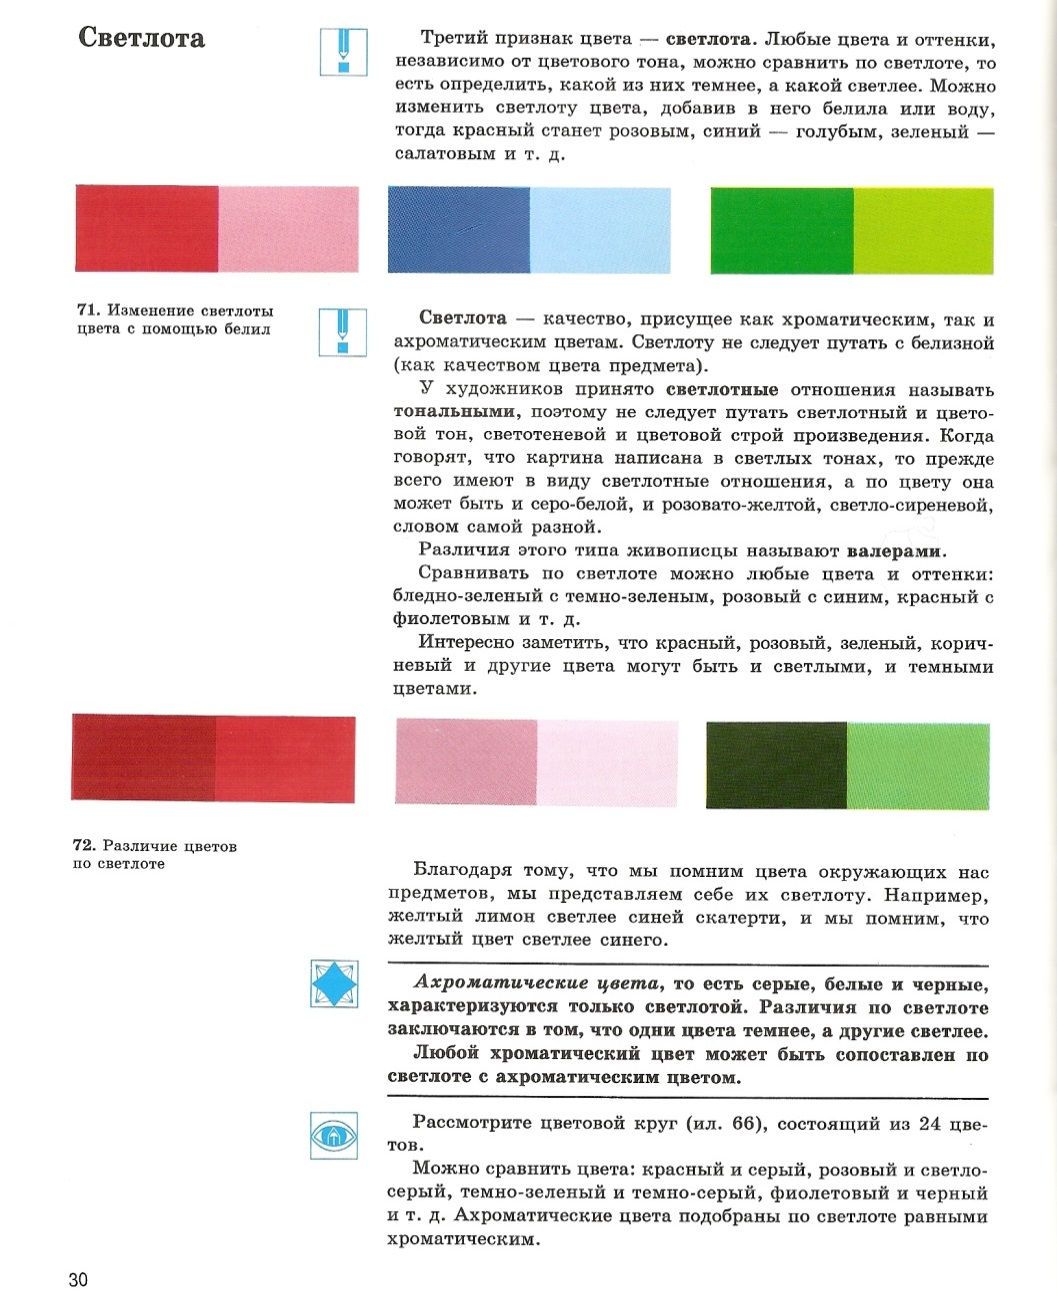 Светлота
Третий признак цвета — светлота. Любые цвета и оттенки,
независимо от цветового тона, можно сравнить по светлоте, то
есть определить, какой из них темнее, а какой светлее. Можно
изменить светлоту цвета, добавив в него белила или воду,
тогда красный станет розовым, синий — голубым, зеленый —
салатовым и т. д.
71. Изменение светлоты
цвета с помощью белил
Светлота — качество, присущее как хроматическим, так и
ахроматическим цветам. Светлоту не следует путать с белизной
(как качеством цвета предмета).
У художников принято светлотные отношения называть
тональными, поэтому не следует путать светлотный и цвето-
вой тон, светотеневой и цветовой строй произведения. Когда
говорят, что картина написана в светлых тонах, то прежде
всего имеют в виду светлотные отношения, а по цвету она
может быть и серо-белой, и розовато-желтой, светло-сиреневой,
словом самой разной.
Различия этого типа живописцы называют валерами.
Сравнивать по светлоте можно любые цвета и оттенки:
бледно-зеленый с темно-зеленым, розовый с синим, красный с
фиолетовым и т. д.
Интересно заметить, что красный, розовый, зеленый, корич-
невый и другие цвета могут быть и светлыми, и темными
цветами.
72. Различие цветов
по светлоте
Благодаря тому, что мы помним цвета окружающих нас
предметов, мы представляем себе их светлоту. Например,
желтый лимон светлее синей скатерти, и мы помним, что
желтый цвет светлее синего.
Ахроматические цвета, то есть серые, белые и черные,
характеризуются только светлотой. Различия по светлоте
заключаются в том, что одни цвета темнее, а другие светлее.
Любой хроматический цвет может быть сопоставлен по
светлоте с ахроматическим цветом.
Рассмотрите цветовой круг (ил. 66), состоящий из 24 цве-
тов.
Можно сравнить цвета: красный и серый, розовый и светло-
серый, темно-зеленый и темно-серый, фиолетовый и черный
и т. д. Ахроматические цвета подобраны по светлоте равными
хроматическим.
30